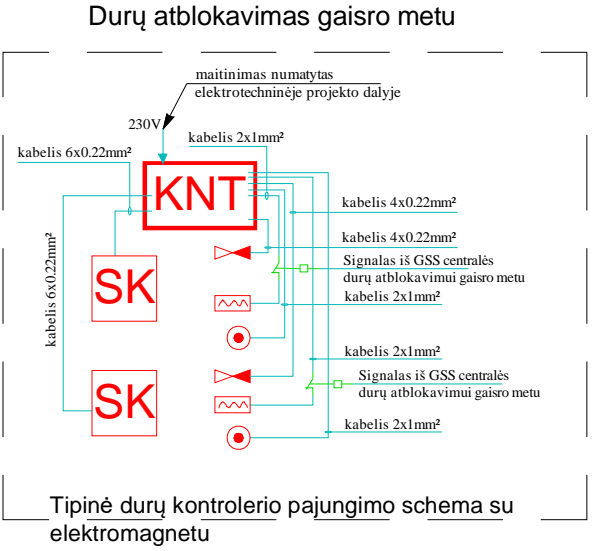 Durų atblokavimas gaisro metu
maitinimas numatytas
elektrotechninėje projekto dalyje
230V
kabelis 2x1mm²
kabelis 6x0.22mm²
KNT
kabelis 4x0.22mm²
kabelis 4x0.22mm²
Signalas iš GSS centralės
durų atblokavimui gaisro metu
kabelis 2x1mm²
SK
kabelis 6x0.22mm²
kabelis 2x1mm²
Signalas iš GSS centralės
durų atblokavimui gaisro metu
SK
kabelis 2x1mm²
Tipinė durų kontrolerio pajungimo schema su
elektromagnetu